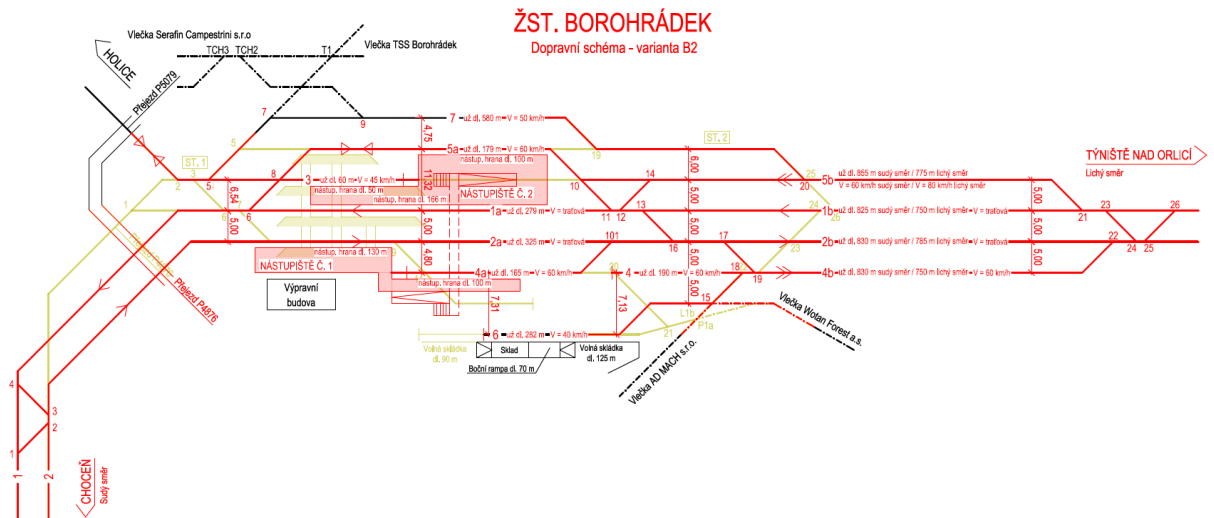 ŽST. BOROHRÁDEK
Dopravní schéma - varianta B2
Vlečka Serafin Campestrini s.r.o
TCH3 TCH2 T1
Vlečka TSS Borohrádek
HOLICE
Přejezd P5079
7
9
7 už dl. 580 m V = 50 km/h
4,75
ST. 1
ST. 2
5
5a už dl. 179 m V = 60 km/h
19
6,00
TÝNIŠTĚ NAD ORLICÍ
Lichý směr
nástup. hrana dl. 100 m
11,32
2 3 5 8
3 už dl. 60 m V = 45 km/h
nástup. hrana dl. 50 m
nástup. hrana dl. 166 m
NÁSTUPIŠTĚ Č. 2
10 14 20 25
5b už dl. 855 m sudý směr / 775 m lichý směr
V = 60 km/h sudý směr / V = 80 km/h lichý směr
6,54
5,00
5,00
1 6 7 6
1a už dl. 279 m V = traťová
11 12 13
24 26
1b už dl. 825 m sudý směr / 750 m lichý směr V = traťová
21 23 26
5,00
5,00
5,00
2a už dl. 325 m V = traťová
101 16 17 23
2b už dl. 830 m sudý směr / 785 m lichý směr V = traťová
22 24 25
nástup. hrana dl. 130 m
NÁSTUPIŠTĚ Č. 1
4,80
4a už dl. 165 m V = 60 km/h
20
4 už dl. 190 m V = 60 km/h
18 19
4b už dl. 830 m sudý směr / 750 m lichý směr V = 60 km/h
5,00
5,00
nástup. hrana dl. 100 m
Výpravní
budova
Přejezd P4876
7,31
7,13
15
L1b
P1a
21
Vlečka Wotan Forest a.s.
6 už dl. 282 m V = 40 km/h
Volná skládka
dl. 90 m
Sklad
Volná skládka
dl. 125 m
Boční rampa dl. 70 m
Vlečka AD MACH s.r.o.
4
3
2
1
1
2
CHOCEŇ
Sudý směr